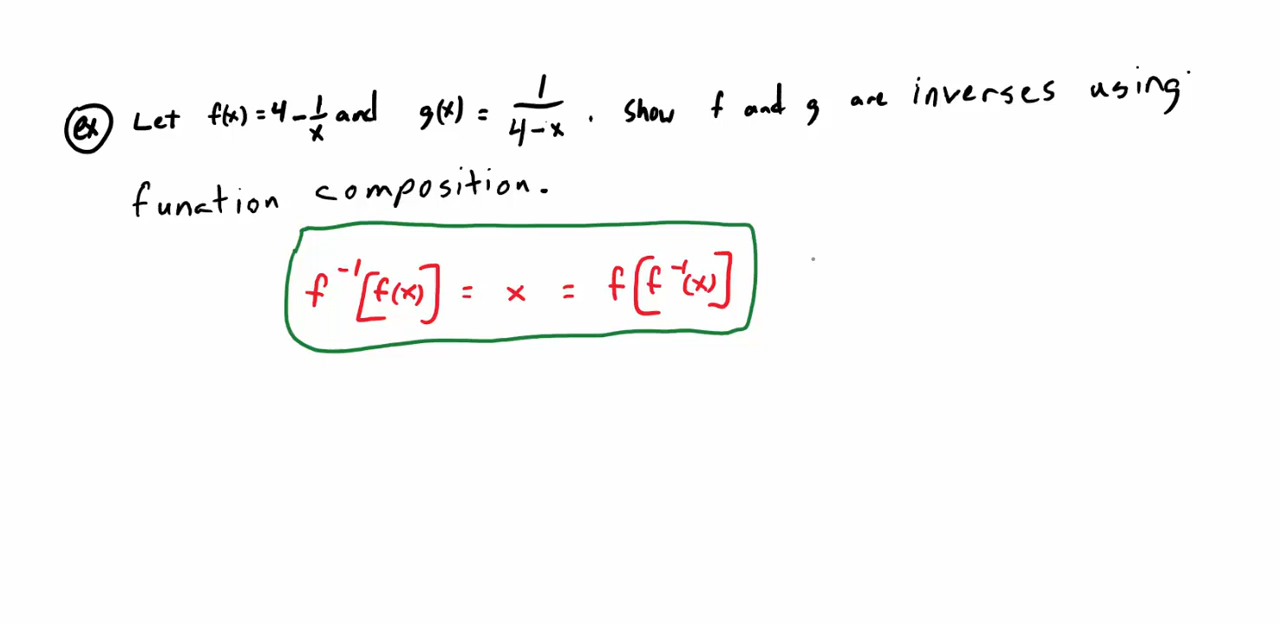 ex Let f(x) = 4 - 1/x and g(x) = 1/(4-x) . Show f and g are inverses using
function composition.
f⁻¹[f(x)] = x = f[f⁻¹(x)]